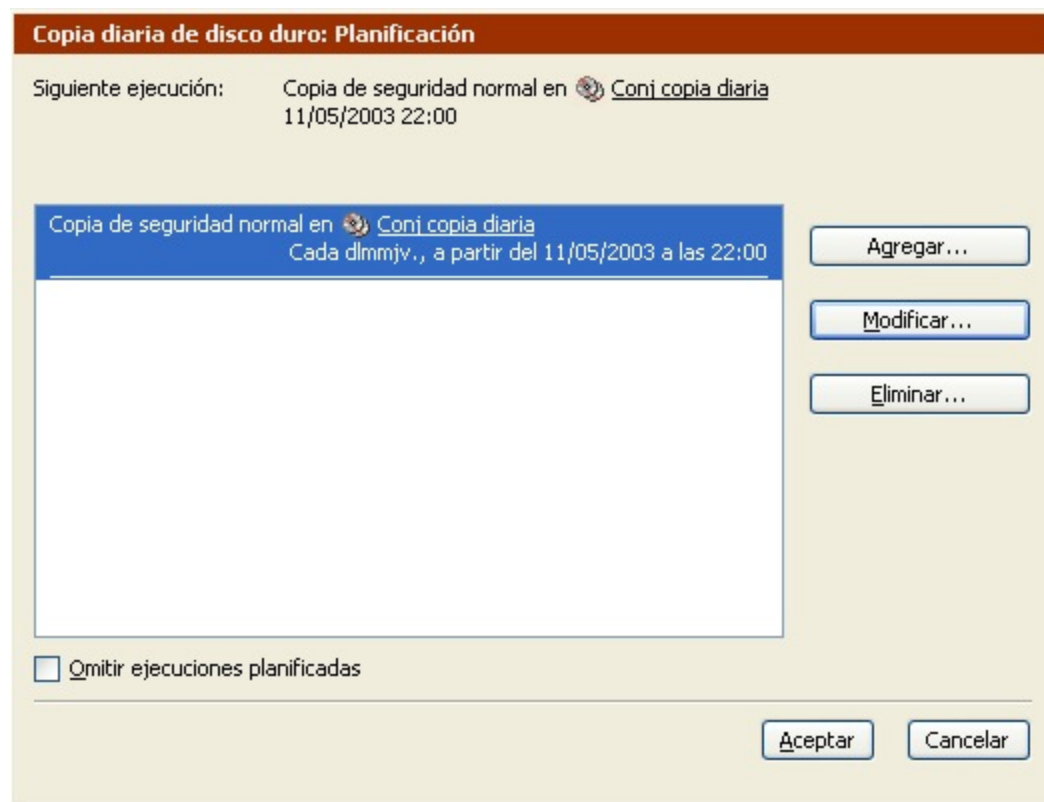 Copia diaria de disco duro: Planificación
Siguiente ejecución: Copia de seguridad normal en Conj copia diaria
11/05/2003 22:00
Copia de seguridad normal en Conj copia diaria
Cada dlmmjv., a partir del 11/05/2003 a las 22:00
Agregar...
Modificar...
Eliminar...
Omitir ejecuciones planificadas
Aceptar Cancelar